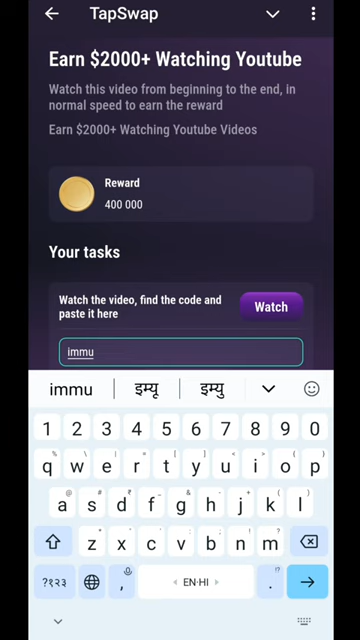 TapSwap
Earn $2000+ Watching Youtube
Watch this video from beginning to the end, in
normal speed to earn the reward
Earn $2000+ Watching Youtube Videos
Reward
400 000
Your tasks
Watch the video, find the code and
paste it here
Watch
immu
immu इम्यू इम्यु
1 2 3 4 5 6 7 8 9 0
q w e r t y u i o p
a s d f g h j k l
z x c v b n m
?१२३ , EN·HI .